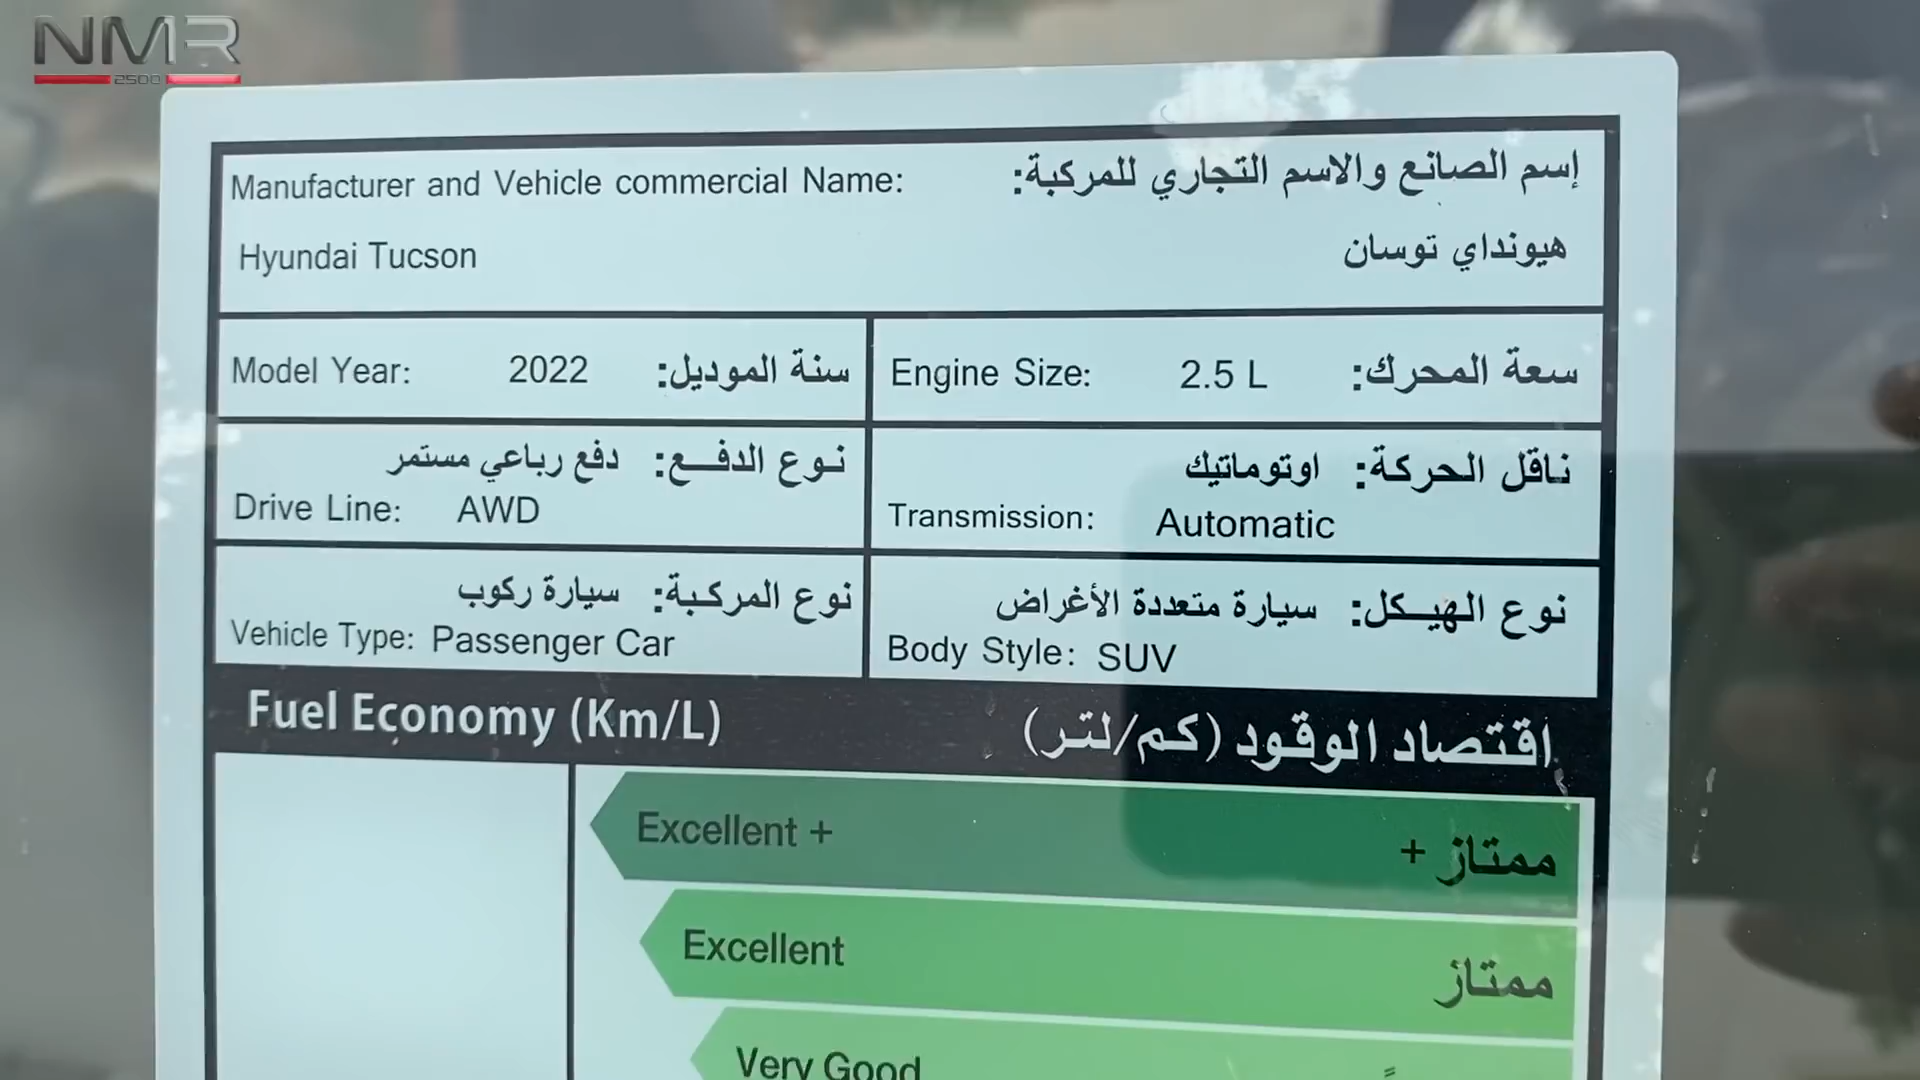 NMR
2500
Manufacturer and Vehicle commercial Name: إسم الصانع والاسم التجاري للمركبة:
Hyundai Tucson هيونداي توسان
Model Year: 2022 سنة الموديل:
Engine Size: 2.5 L سعة المحرك:
نوع الدفع: دفع رباعي مستمر
Drive Line: AWD
ناقل الحركة: اوتوماتيك
Transmission: Automatic
نوع المركبة: سيارة ركوب
Vehicle Type: Passenger Car
نوع الهيكل: سيارة متعددة الأغراض
Body Style: SUV
Fuel Economy (Km/L) اقتصاد الوقود (كم/لتر)
Excellent + ممتاز +
Excellent ممتاز
Very Good